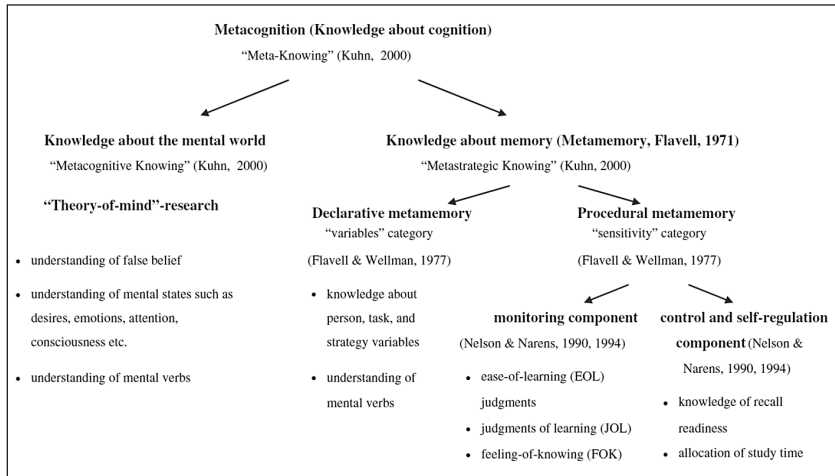 Metacognition (Knowledge about cognition)
“Meta-Knowing” (Kuhn, 2000)
Knowledge about the mental world
“Metacognitive Knowing” (Kuhn, 2000)
“Theory-of-mind”-research
• understanding of false belief
• understanding of mental states such as
desires, emotions, attention,
consciousness etc.
• understanding of mental verbs
Knowledge about memory (Metamemory, Flavell, 1971)
“Metastrategic Knowing” (Kuhn, 2000)
Declarative metamemory
“variables” category
(Flavell & Wellman, 1977)
• knowledge about
person, task, and
strategy variables
• understanding of
mental verbs
Procedural metamemory
“sensitivity” category
(Flavell & Wellman, 1977)
monitoring component
(Nelson & Narens, 1990, 1994)
• ease-of-learning (EOL)
judgments
• judgments of learning (JOL)
• feeling-of-knowing (FOK)
control and self-regulation
component (Nelson &
Narens, 1990, 1994)
• knowledge of recall
readiness
• allocation of study time